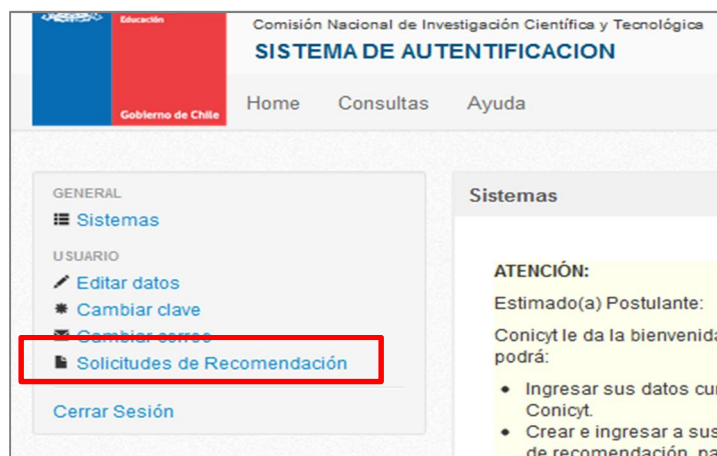 Educación
Comisión Nacional de Investigación Científica y Tecnológica
SISTEMA DE AUTENTIFICACION
Gobierno de Chile
Home Consultas Ayuda
GENERAL
Sistemas
USUARIO
Editar datos
Cambiar clave
Cambiar correo
Solicitudes de Recomendación
Cerrar Sesión
Sistemas
ATENCIÓN:
Estimado(a) Postulante:
Conicyt le da la bienvenida
podrá:
Ingresar sus datos cur
Conicyt.
Crear e ingresar a sus
de recomendación, pa